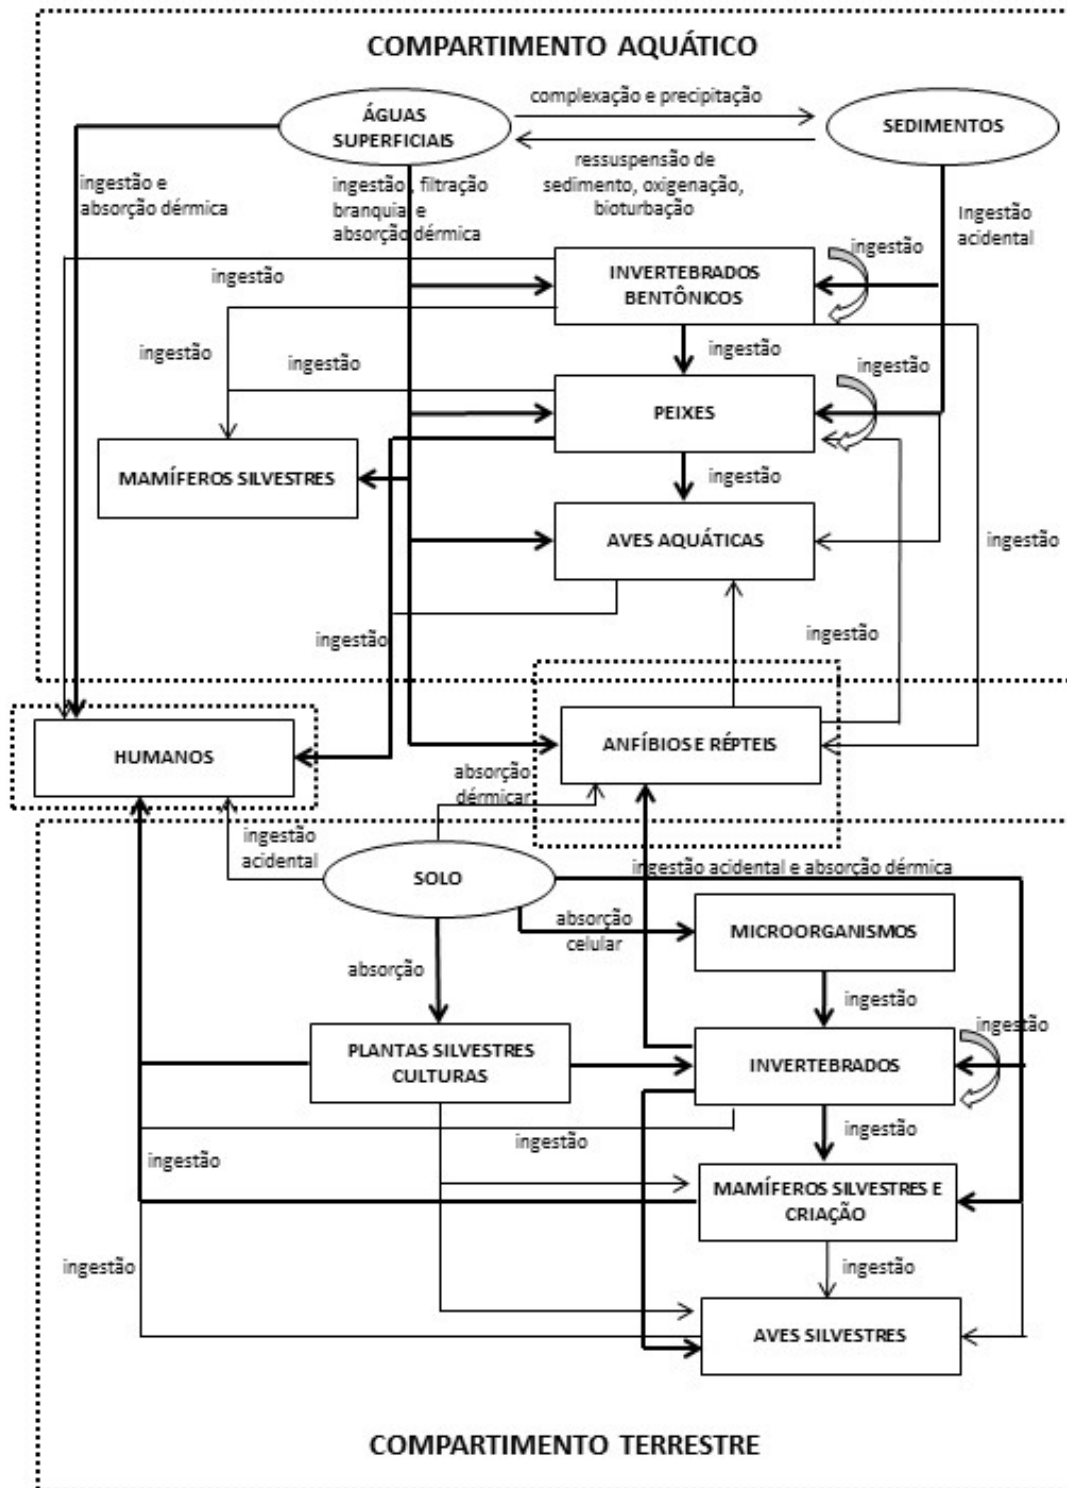 COMPARTIMENTO AQUÁTICO
complexação e precipitação
ÁGUAS
SUPERFICIAIS
SEDIMENTOS
ressuspensão de
sedimento, oxigenação,
bioturbação
ingestão e
absorção dérmica
ingestão , filtração
branquial e
absorção dérmica
Ingestão
acidental
ingestão
ingestão
INVERTEBRADOS
BENTÔNICOS
ingestão
ingestão
ingestão
ingestão
PEIXES
MAMÍFEROS SILVESTRES
ingestão
AVES AQUÁTICAS
ingestão
ingestão
ingestão
HUMANOS
ANFÍBIOS E RÉPTEIS
absorção
dérmicar
ingestão
acidental
SOLO
ingestão acidental e absorção dérmica
absorção
celular
MICROORGANISMOS
absorção
ingestão
ingestão
PLANTAS SILVESTRES
CULTURAS
INVERTEBRADOS
ingestão
ingestão
ingestão
MAMÍFEROS SILVESTRES E
CRIAÇÃO
ingestão
ingestão
AVES SILVESTRES
COMPARTIMENTO TERRESTRE